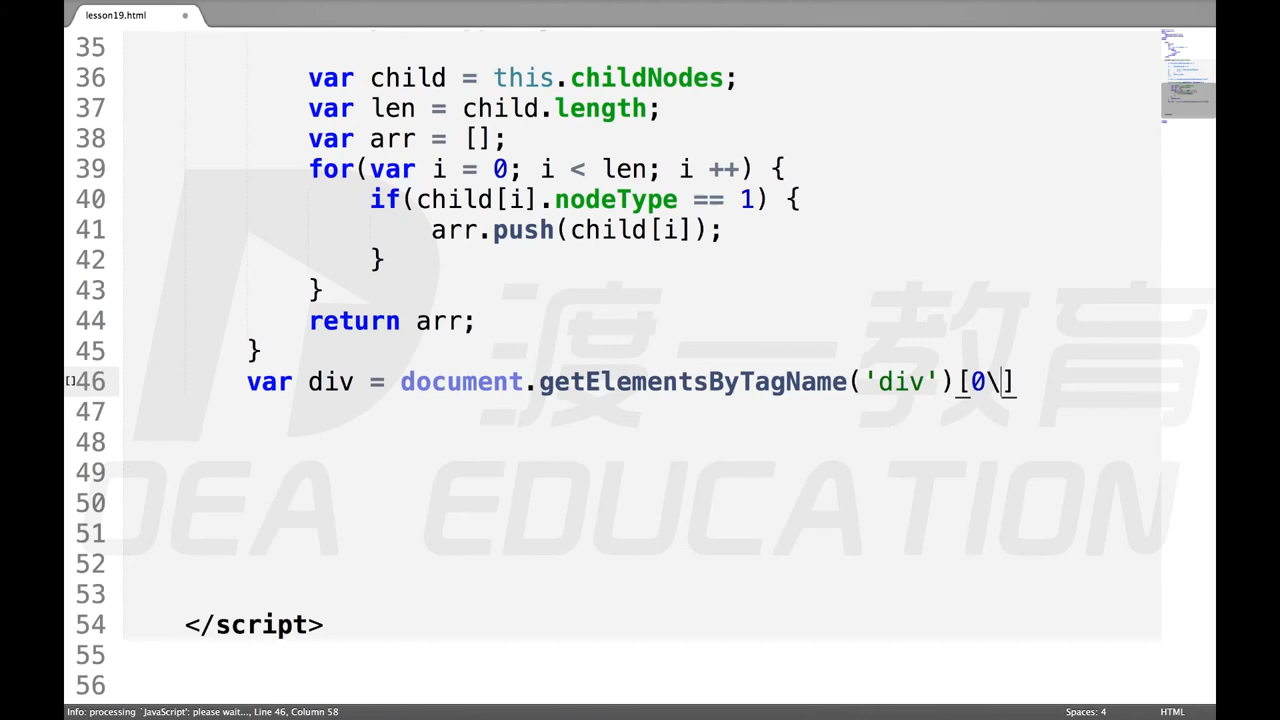 lesson19.html
35
36 var child = this.childNodes;
37 var len = child.length;
38 var arr = [];
39 for(var i = 0; i < len; i ++) {
40 if(child[i].nodeType == 1) {
41 arr.push(child[i]);
42 }
43 }
44 return arr;
45 }
[]46 var div = document.getElementsByTagName('div')[0\]
47
48
49
50
51
52
53
54 </script>
55
56
渡一教育
DEA EDUCATION
Info: processing `JavaScript': please wait..., Line 46, Column 58
Spaces: 4
HTML